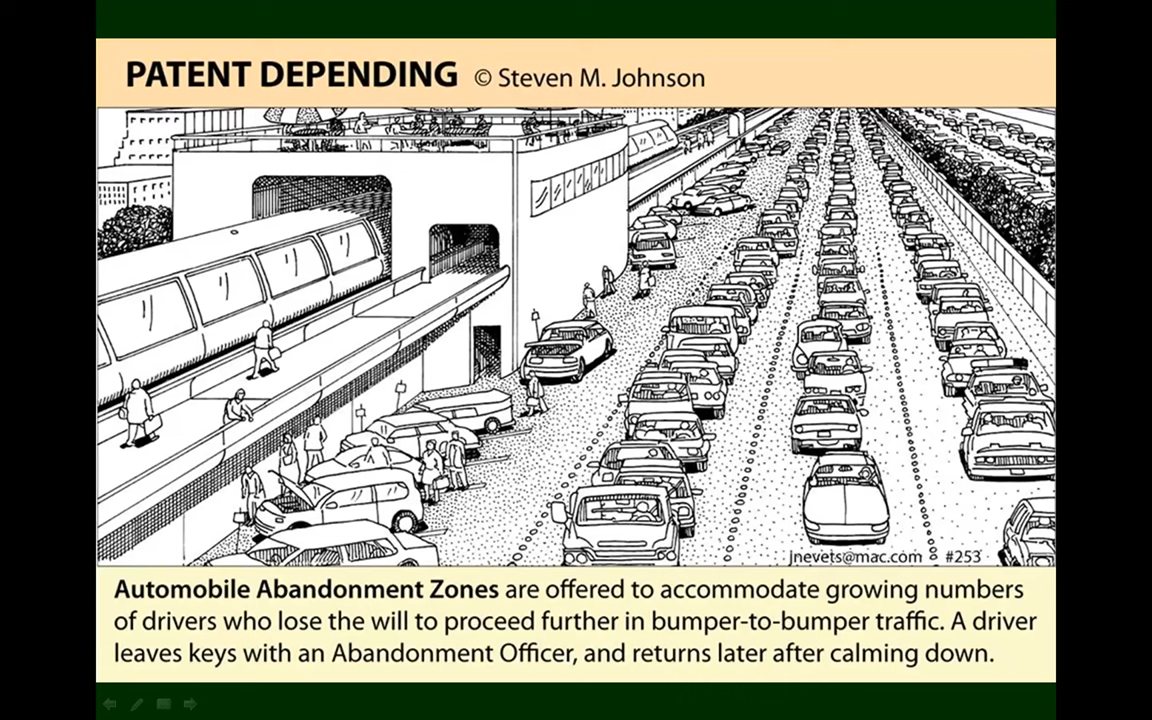 PATENT DEPENDING © Steven M. Johnson
jnevets@mac.com #253
Automobile Abandonment Zones are offered to accommodate growing numbers
of drivers who lose the will to proceed further in bumper-to-bumper traffic. A driver
leaves keys with an Abandonment Officer, and returns later after calming down.